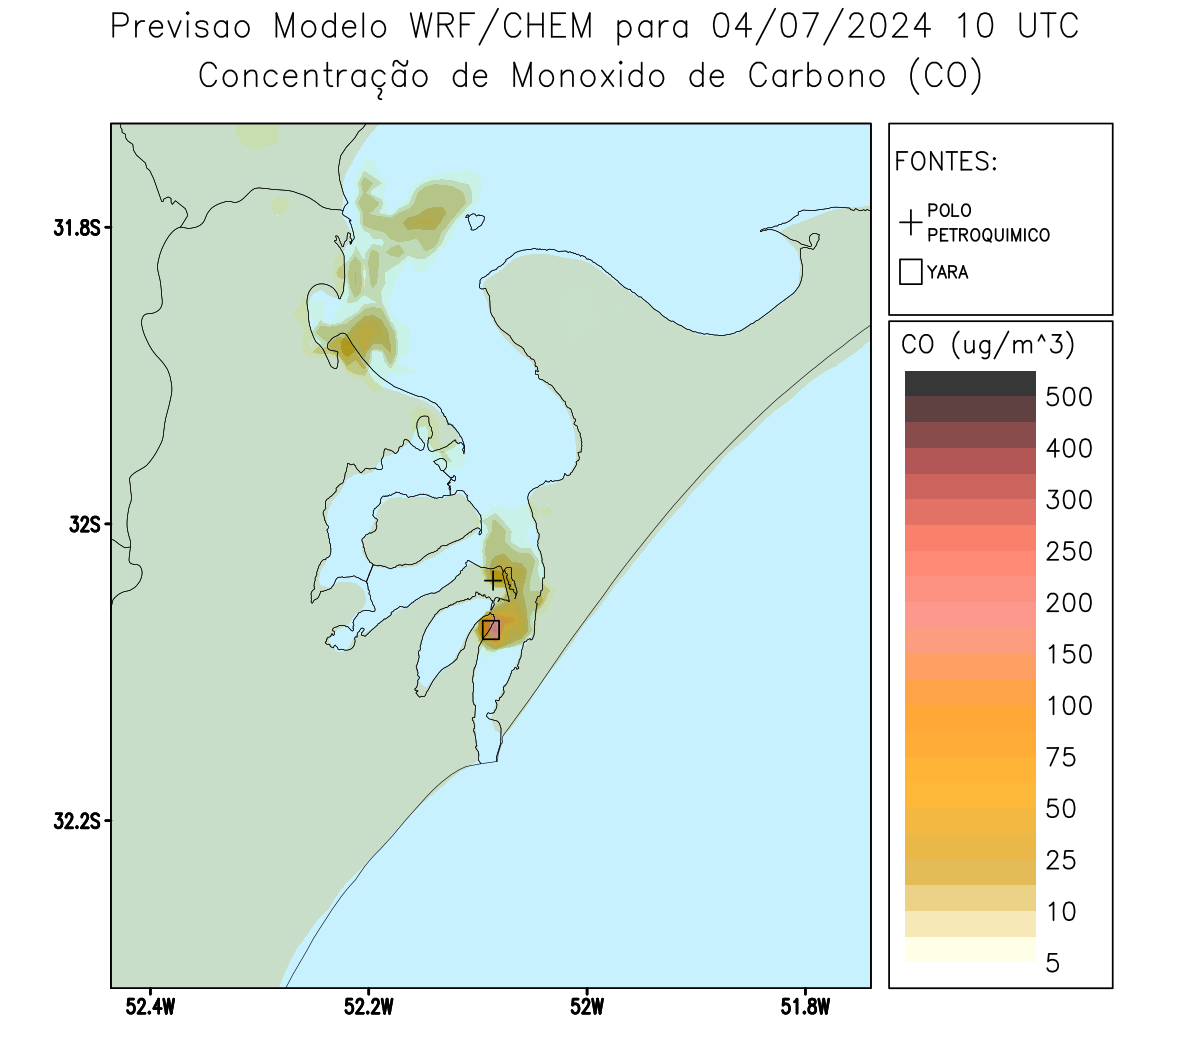 Previsao Modelo WRF/CHEM para 04/07/2024 10 UTC
Concentração de Monoxido de Carbono (CO)
FONTES:
POLO
PETROQUIMICO
YARA
CO (ug/m^3)
500
400
300
250
200
150
100
75
50
25
10
5
31.8S
32S
32.2S
52.4W
52.2W
52W
51.8W